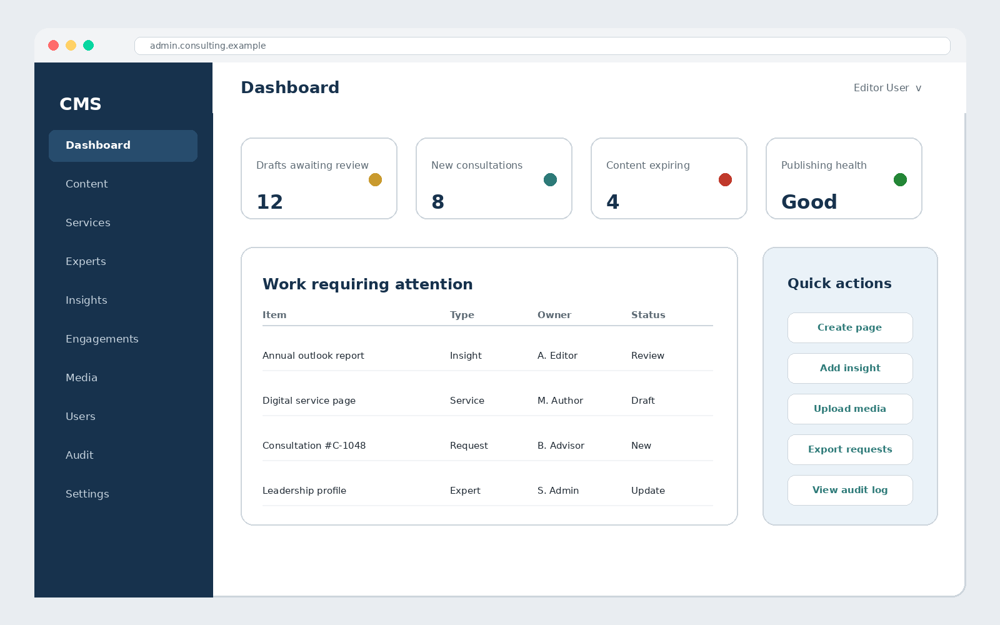 admin.consulting.example
CMS
Dashboard
Content
Services
Experts
Insights
Engagements
Media
Users
Audit
Settings
Dashboard
Editor User v
Drafts awaiting review
12
New consultations
8
Content expiring
4
Publishing health
Good
Work requiring attention
Item Type Owner Status
Annual outlook report Insight A. Editor Review
Digital service page Service M. Author Draft
Consultation #C-1048 Request B. Advisor New
Leadership profile Expert S. Admin Update
Quick actions
Create page
Add insight
Upload media
Export requests
View audit log